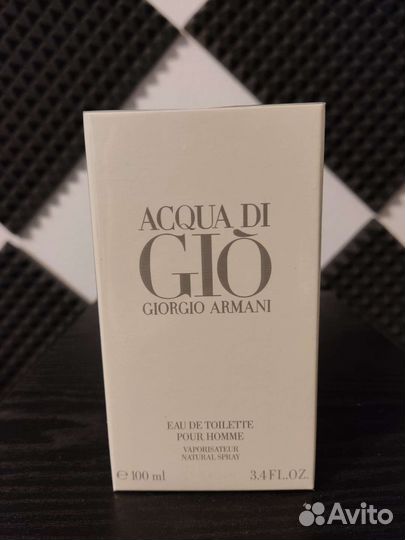 ACQUA DI
GIÒ
GIORGIO ARMANI
EAU DE TOILETTE
POUR HOMME
VAPORISATEUR
NATURAL SPRAY
℮ 100 ml 3.4 FL.OZ.
Avito